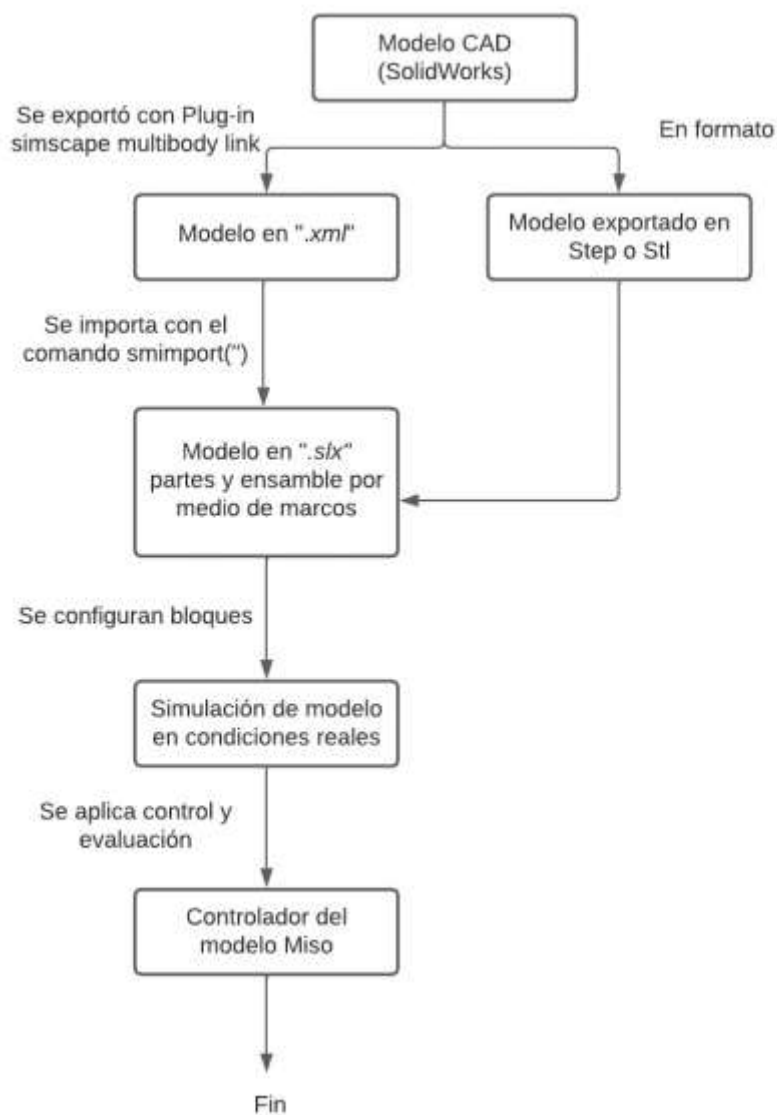 Modelo CAD
(SolidWorks)
Se exportó con Plug-in
simscape multibody link
En formato
Modelo en ".xml"
Modelo exportado en
Step o Stl
Se importa con el
comando smimport('')
Modelo en ".slx"
partes y ensamble por
medio de marcos
Se configuran bloques
Simulación de modelo
en condiciones reales
Se aplica control y
evaluación
Controlador del
modelo Miso
Fin